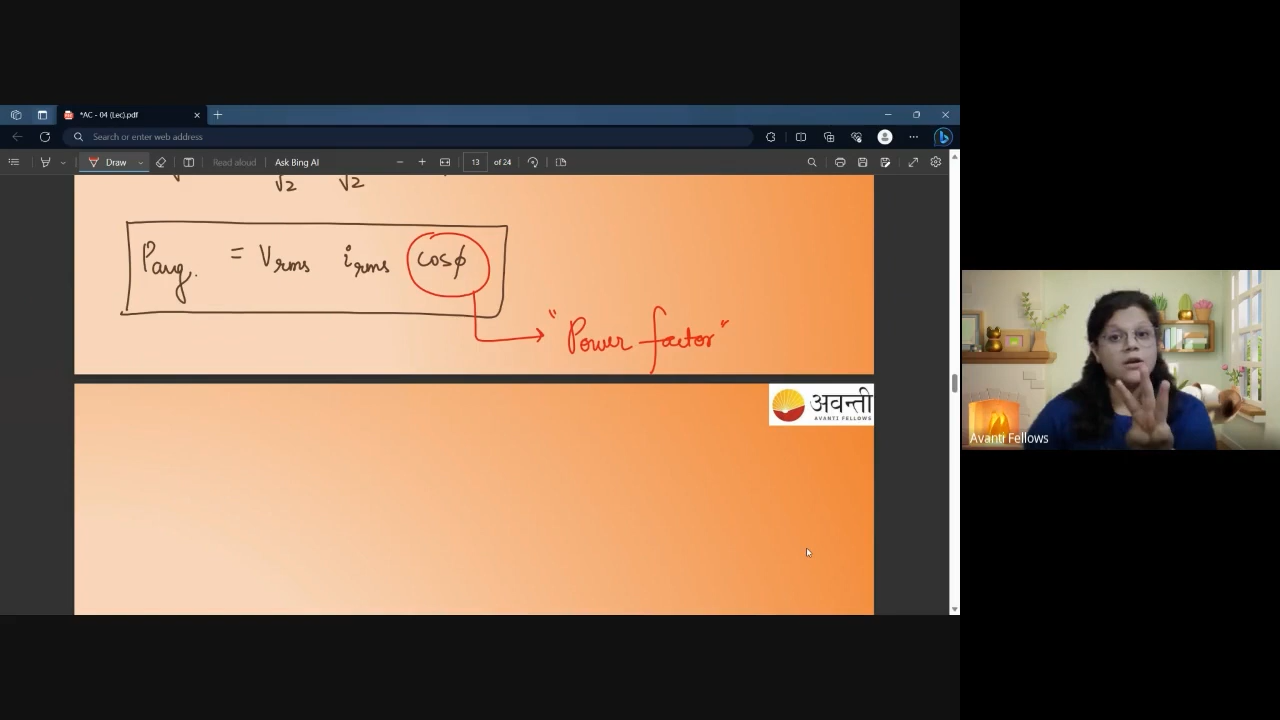 *AC - 04 (Lec).pdf
Search or enter web address
Draw
Read aloud
Ask Bing AI
13 of 24
√2 √2
Pavg. = Vrms irms cosϕ
"Power factor"
अवन्ती
AVANTI FELLOWS
Avanti Fellows